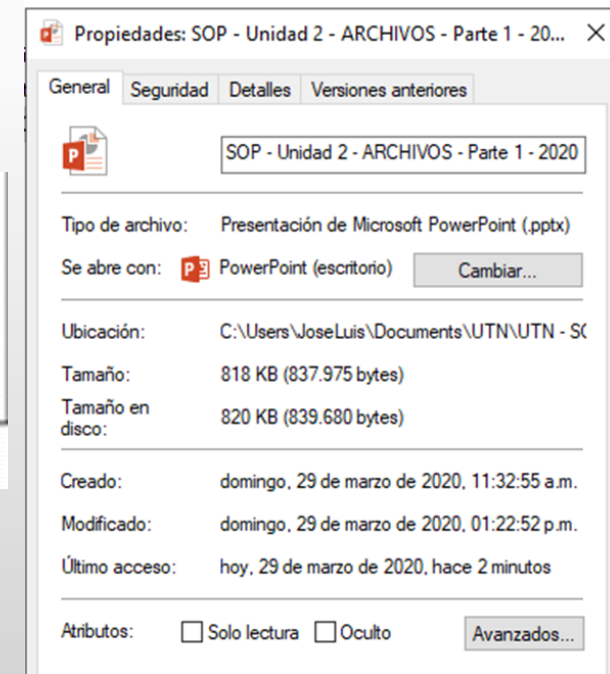 Propiedades: SOP - Unidad 2 - ARCHIVOS - Parte 1 - 20...
General Seguridad Detalles Versiones anteriores
SOP - Unidad 2 - ARCHIVOS - Parte 1 - 2020
Tipo de archivo: Presentación de Microsoft PowerPoint (.pptx)
Se abre con: PowerPoint (escritorio) Cambiar...
Ubicación: C:\Users\JoseLuis\Documents\UTN\UTN - SO
Tamaño: 818 KB (837.975 bytes)
Tamaño en
disco: 820 KB (839.680 bytes)
Creado: domingo, 29 de marzo de 2020, 11:32:55 a.m.
Modificado: domingo, 29 de marzo de 2020, 01:22:52 p.m.
Último acceso: hoy, 29 de marzo de 2020, hace 2 minutos
Atributos: Solo lectura Oculto Avanzados...